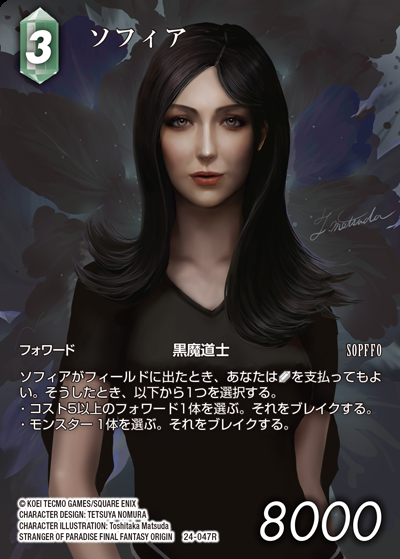 3
ソフィア
T. Matsuda
フォワード 黒魔道士 SOPFFO
ソフィアがフィールドに出たとき、あなたはを支払ってもよ
い。そうしたとき、以下から1つを選択する。
・コスト5以上のフォワード1体を選ぶ。それをブレイクする。
・モンスター 1体を選ぶ。それをブレイクする。
© KOEI TECMO GAMES/SQUARE ENIX
CHARACTER DESIGN: TETSUYA NOMURA
CHARACTER ILLUSTRATION: Toshitaka Matsuda
STRANGER OF PARADISE FINAL FANTASY ORIGIN 24-047R
8000